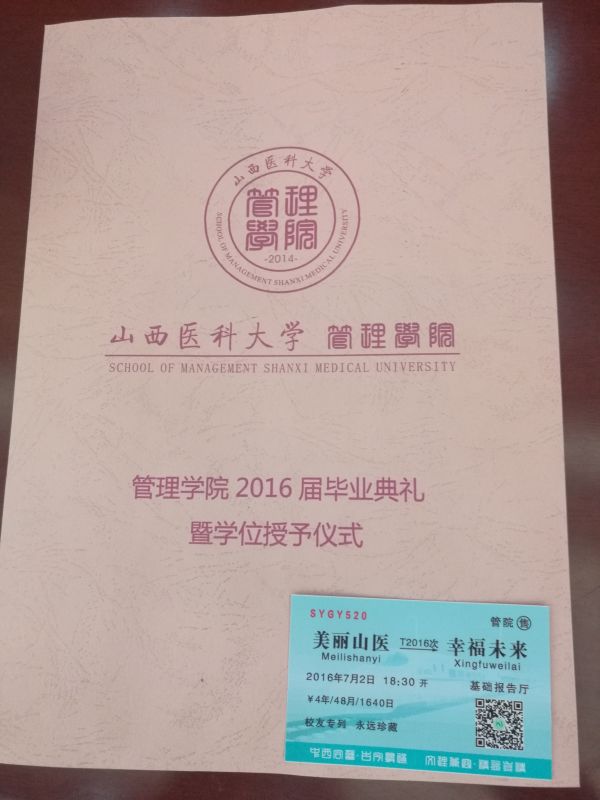 山西医科大学
管理學院
-2014-
SCHOOL OF MANAGEMENT SHANXI MEDICAL UNIVERSITY
山西医科大学 管理學院
SCHOOL OF MANAGEMENT SHANXI MEDICAL UNIVERSITY
管理学院 2016 届毕业典礼
暨学位授予仪式
SYGY520
管院 售
美丽山医 T2016次 幸福未来
Meilishanyi Xingfuweilai
2016年7月2日 18:30 开 基础报告厅
￥4年/48月/1640日
校友专列 永远珍藏